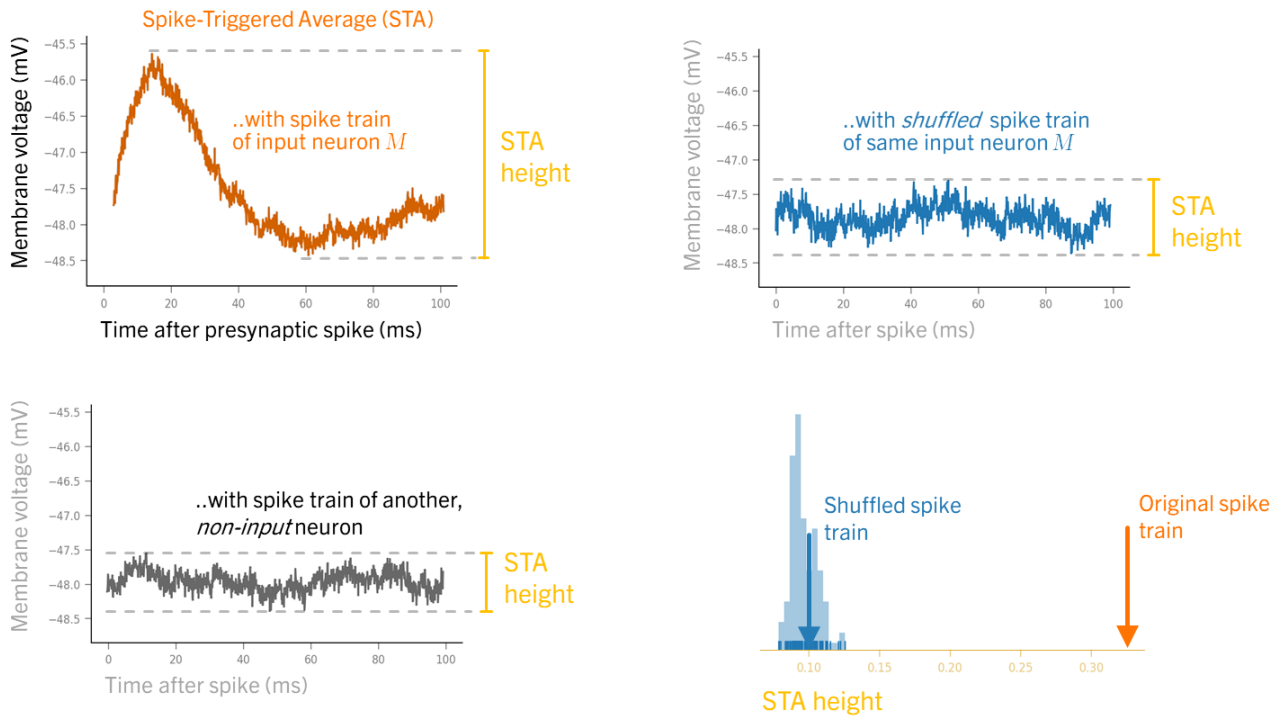 Spike-Triggered Average (STA)
Membrane voltage (mV)
−45.5
−46.0
−46.5
−47.0
−47.5
−48.0
−48.5
..with spike train
of input neuron M
STA
height
0
20
40
60
80
100
Time after presynaptic spike (ms)
Membrane voltage (mV)
−45.5
−46.0
−46.5
−47.0
−47.5
−48.0
−48.5
..with shuffled spike train
of same input neuron M
STA
height
0
20
40
60
80
100
Time after spike (ms)
Membrane voltage (mV)
−45.5
−46.0
−46.5
−47.0
−47.5
−48.0
−48.5
..with spike train of another,
non-input neuron
STA
height
0
20
40
60
80
100
Time after spike (ms)
Shuffled spike
train
Original spike
train
0.10
0.15
0.20
0.25
0.30
STA height